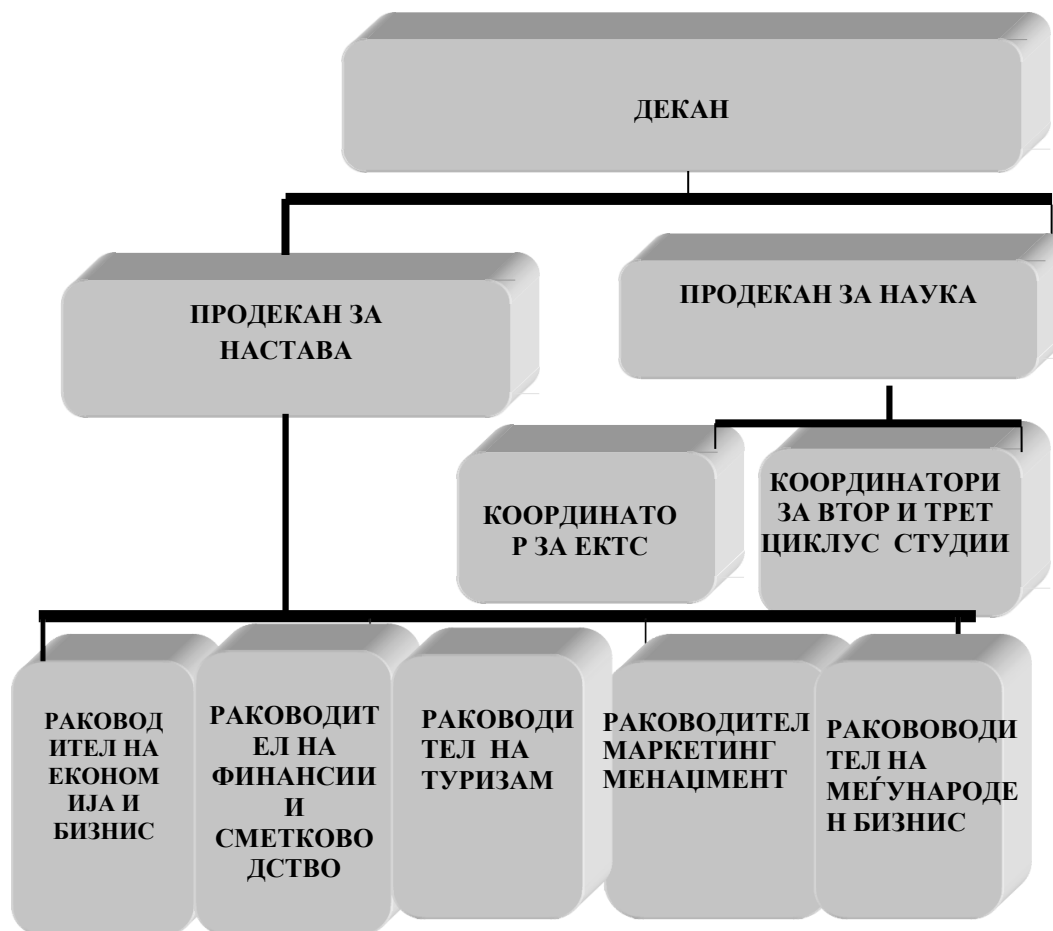 ДЕКАН
ПРОДЕКАН ЗА
НАСТАВА
ПРОДЕКАН ЗА НАУКА
КООРДИНАТО
Р ЗА ЕКТС
КООРДИНАТОРИ
ЗА ВТОР И ТРЕТ
ЦИКЛУС СТУДИИ
РАКОВОД
ИТЕЛ НА
ЕКОНОМ
ИЈА И
БИЗНИС
РАКОВОДИТ
ЕЛ НА
ФИНАНСИИ
И
СМЕТКОВО
ДСТВО
РАКОВОДИ
ТЕЛ НА
ТУРИЗАМ
РАКОВОДИТЕЛ
МАРКЕТИНГ
МЕНАЏМЕНТ
РАКОВОВОДИ
ТЕЛ НА
МЕЃУНАРОДЕ
Н БИЗНИС